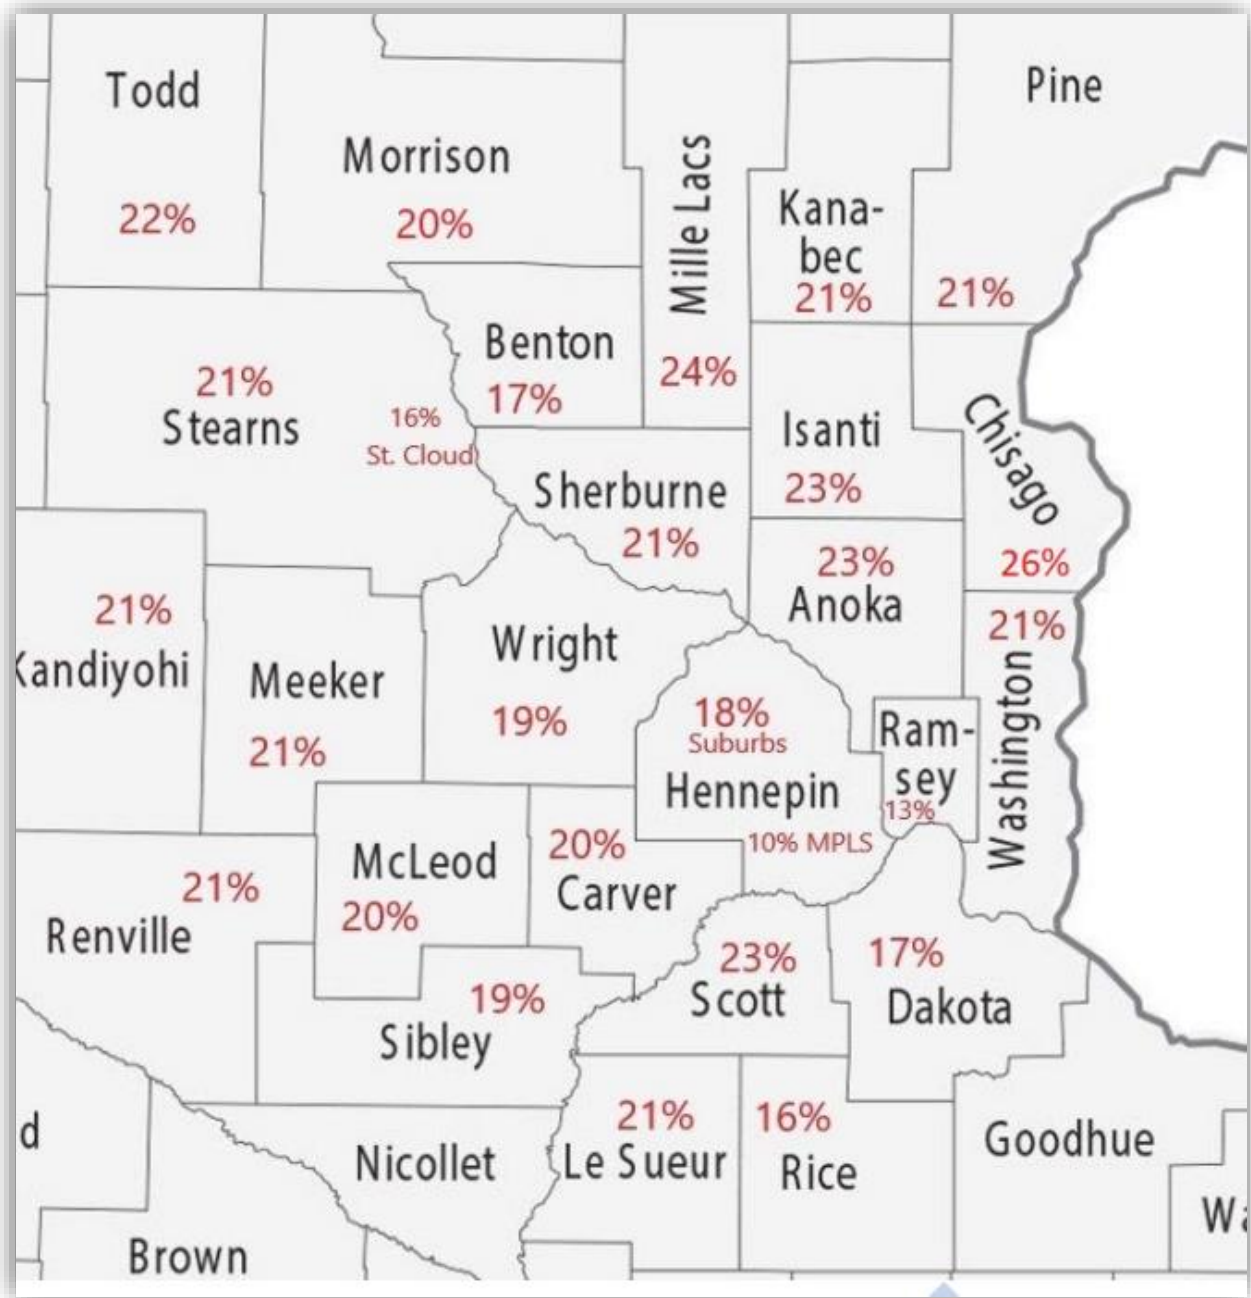 Todd
22%
Morrison
20%
Mille Lacs
24%
Kana-
bec
21%
Pine
21%
Benton
17%
21%
Stearns
16%
St. Cloud
Sherburne
21%
Isanti
23%
Chisago
26%
23%
Anoka
21%
Washington
21%
Kandiyohi
Meeker
21%
Wright
19%
18%
Suburbs
Hennepin
10% MPLS
Ram-
sey
13%
McLeod
20%
20%
Carver
21%
Renville
19%
Sibley
23%
Scott
17%
Dakota
d
Nicollet
21%
Le Sueur
16%
Rice
Goodhue
Wa
Brown